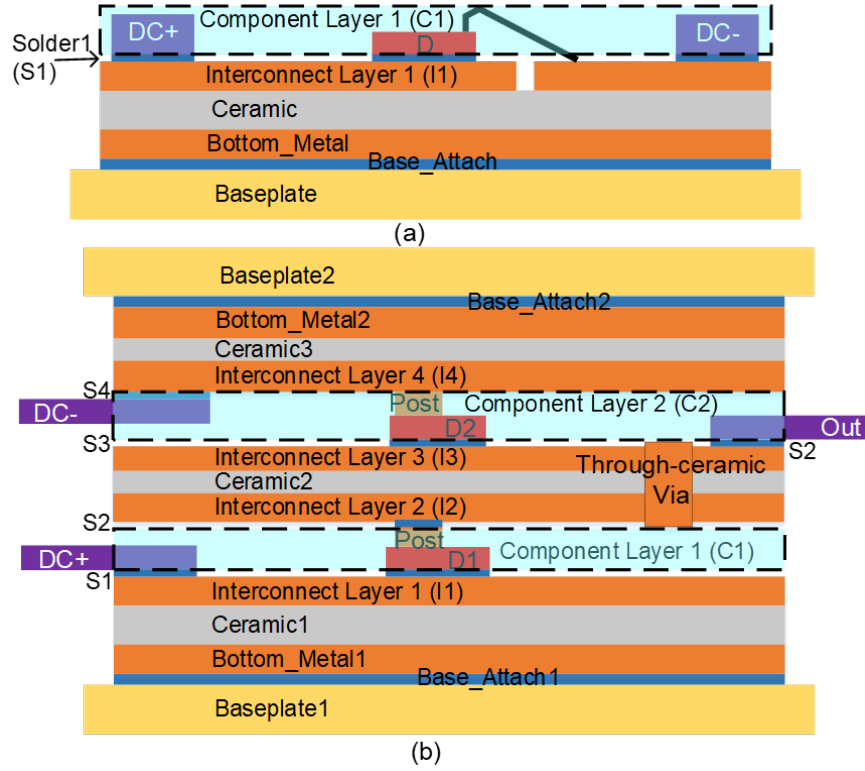 Component Layer 1 (C1)
Solder1
(S1)
DC+
D
DC-
Interconnect Layer 1 (I1)
Ceramic
Bottom_Metal
Base_Attach
Baseplate
(a)
Baseplate2
Base_Attach2
Bottom_Metal2
Ceramic3
Interconnect Layer 4 (I4)
S4
DC-
Post
Component Layer 2 (C2)
D2
Out
S3
S2
Interconnect Layer 3 (I3)
Through-ceramic
Via
Ceramic2
Interconnect Layer 2 (I2)
S2
Post
Component Layer 1 (C1)
DC+
D1
S1
Interconnect Layer 1 (I1)
Ceramic1
Bottom_Metal1
Base_Attach1
Baseplate1
(b)